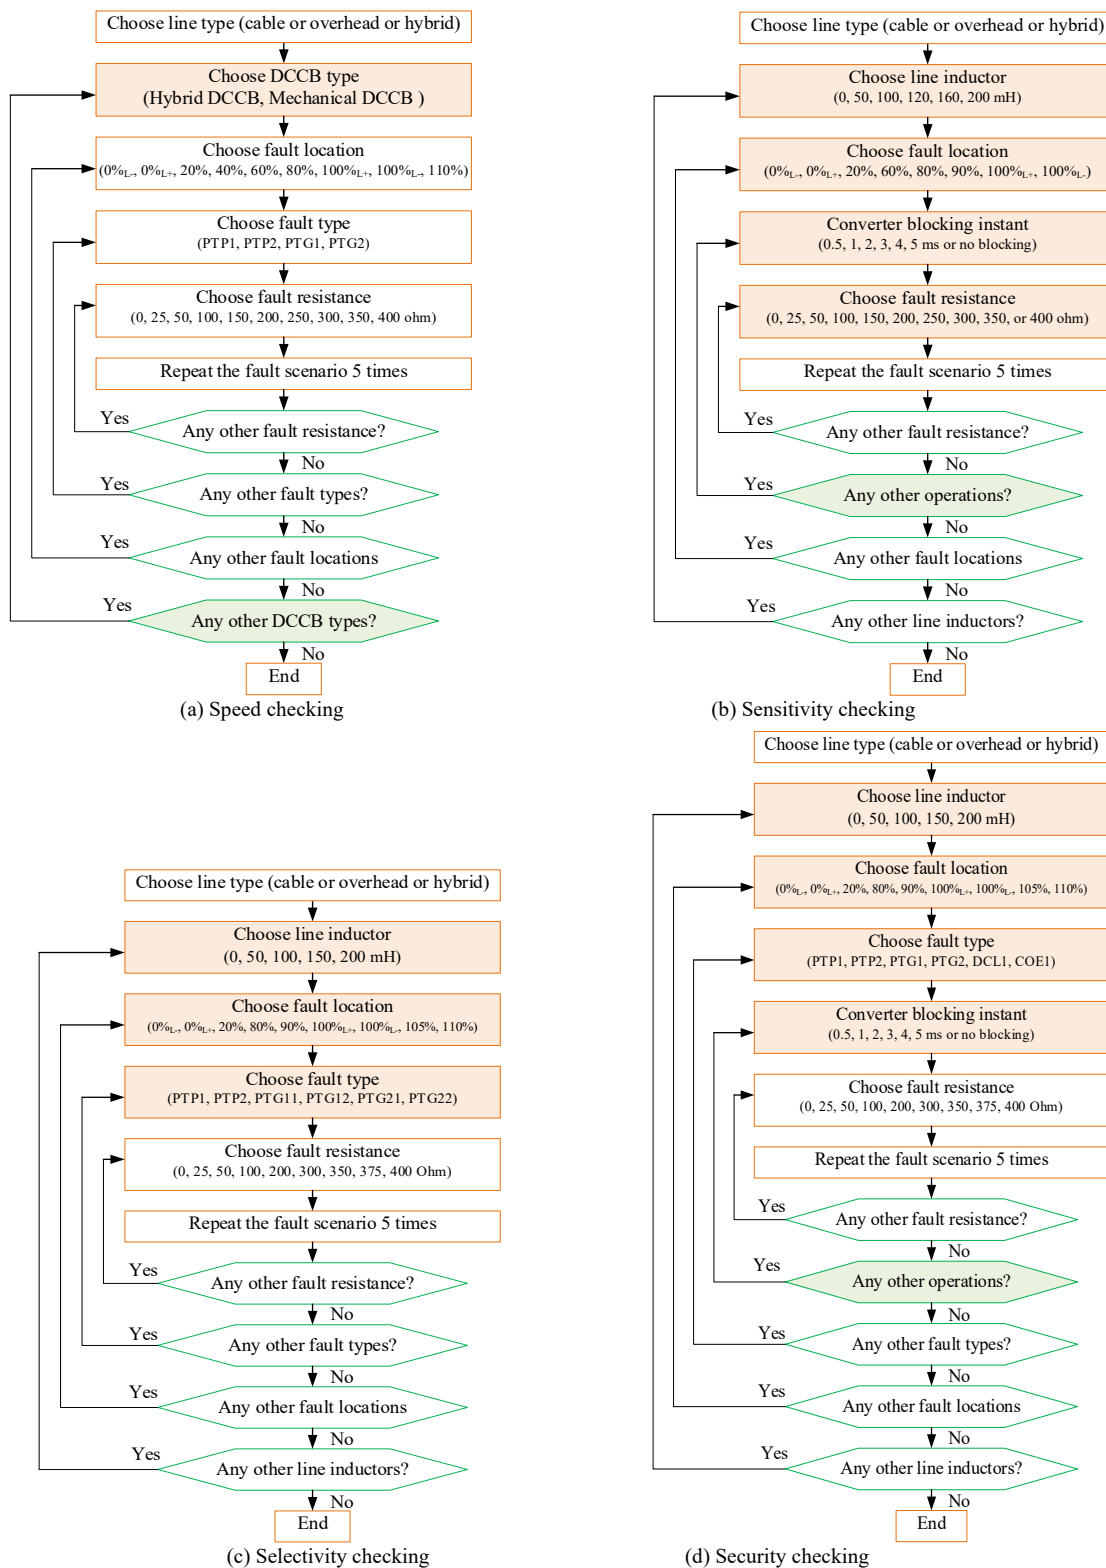 Choose line type (cable or overhead or hybrid)
Choose DCCB type
(Hybrid DCCB, Mechanical DCCB )
Choose fault location
(0%L-, 0%L+, 20%, 40%, 60%, 80%, 100%L+, 100%L-, 110%)
Choose fault type
(PTP1, PTP2, PTG1, PTG2)
Choose fault resistance
(0, 25, 50, 100, 150, 200, 250, 300, 350, 400 ohm)
Repeat the fault scenario 5 times
Yes
Any other fault resistance?
No
Yes
Any other fault types?
No
Yes
Any other fault locations
No
Yes
Any other DCCB types?
No
End
(a) Speed checking
Choose line type (cable or overhead or hybrid)
Choose line inductor
(0, 50, 100, 120, 160, 200 mH)
Choose fault location
(0%L-, 0%L+, 20%, 60%, 80%, 90%, 100%L+, 100%L-)
Converter blocking instant
(0.5, 1, 2, 3, 4, 5 ms or no blocking)
Choose fault resistance
(0, 25, 50, 100, 150, 200, 250, 300, 350, or 400 ohm)
Repeat the fault scenario 5 times
Yes
Any other fault resistance?
No
Yes
Any other operations?
No
Yes
Any other fault locations
No
Yes
Any other line inductors?
No
End
(b) Sensitivity checking
Choose line type (cable or overhead or hybrid)
Choose line inductor
(0, 50, 100, 150, 200 mH)
Choose fault location
(0%L-, 0%L+, 20%, 80%, 90%, 100%L+, 100%L-, 105%, 110%)
Choose fault type
(PTP1, PTP2, PTG11, PTG12, PTG21, PTG22)
Choose fault resistance
(0, 25, 50, 100, 200, 300, 350, 375, 400 Ohm)
Repeat the fault scenario 5 times
Yes
Any other fault resistance?
No
Yes
Any other fault types?
No
Yes
Any other fault locations
No
Yes
Any other line inductors?
No
End
(c) Selectivity checking
Choose line type (cable or overhead or hybrid)
Choose line inductor
(0, 50, 100, 150, 200 mH)
Choose fault location
(0%L-, 0%L+, 20%, 80%, 90%, 100%L+, 100%L-, 105%, 110%)
Choose fault type
(PTP1, PTP2, PTG1, PTG2, DCL1, COE1)
Converter blocking instant
(0.5, 1, 2, 3, 4, 5 ms or no blocking)
Choose fault resistance
(0, 25, 50, 100, 200, 300, 350, 375, 400 Ohm)
Repeat the fault scenario 5 times
Yes
Any other fault resistance?
No
Yes
Any other operations?
No
Yes
Any other fault types?
No
Yes
Any other fault locations
No
Yes
Any other line inductors?
No
End
(d) Security checking